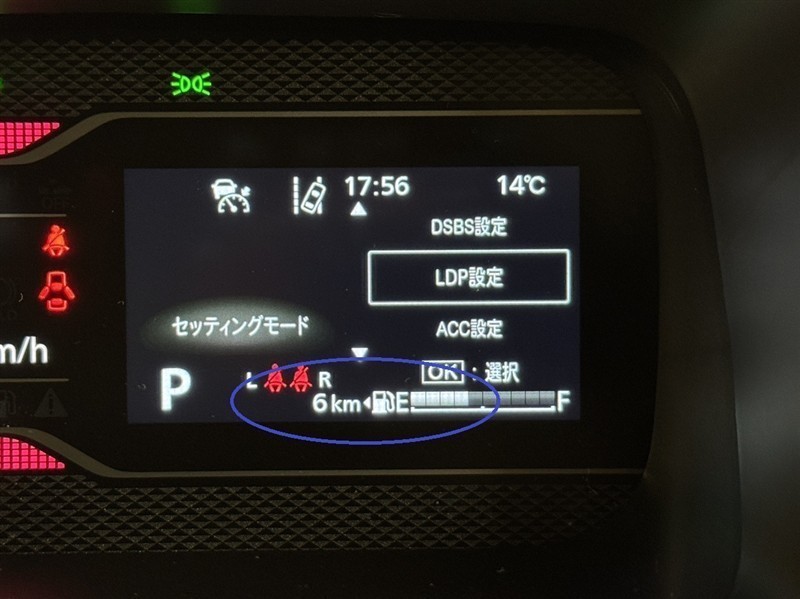 17:56 14℃
DSBS設定
LDP設定
セッティングモード
ACC設定
OK : 選択
m/h
P
L R
6 km E F